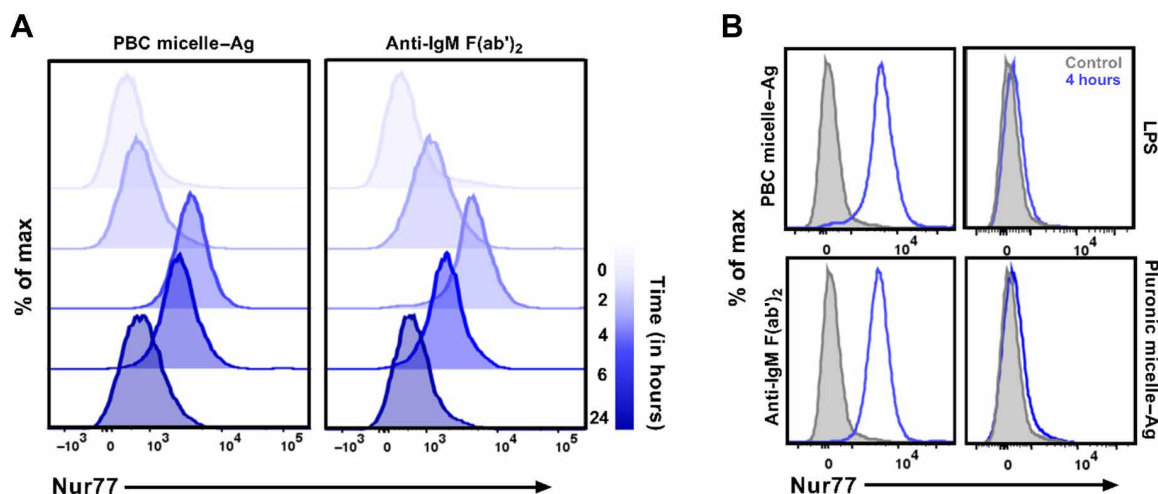 A
PBC micelle–Ag
Anti-IgM F(ab')2
% of max
0
2
4
6
24
Time (in hours)
–10³ 0 10³ 10⁴ 10⁵
–10³ 0 10³ 10⁴ 10⁵
Nur77
B
PBC micelle–Ag
Control
4 hours
LPS
0 10⁴
0 10⁴
% of max
Anti-IgM F(ab')2
Pluronic micelle–Ag
0 10⁴
0 10⁴
Nur77